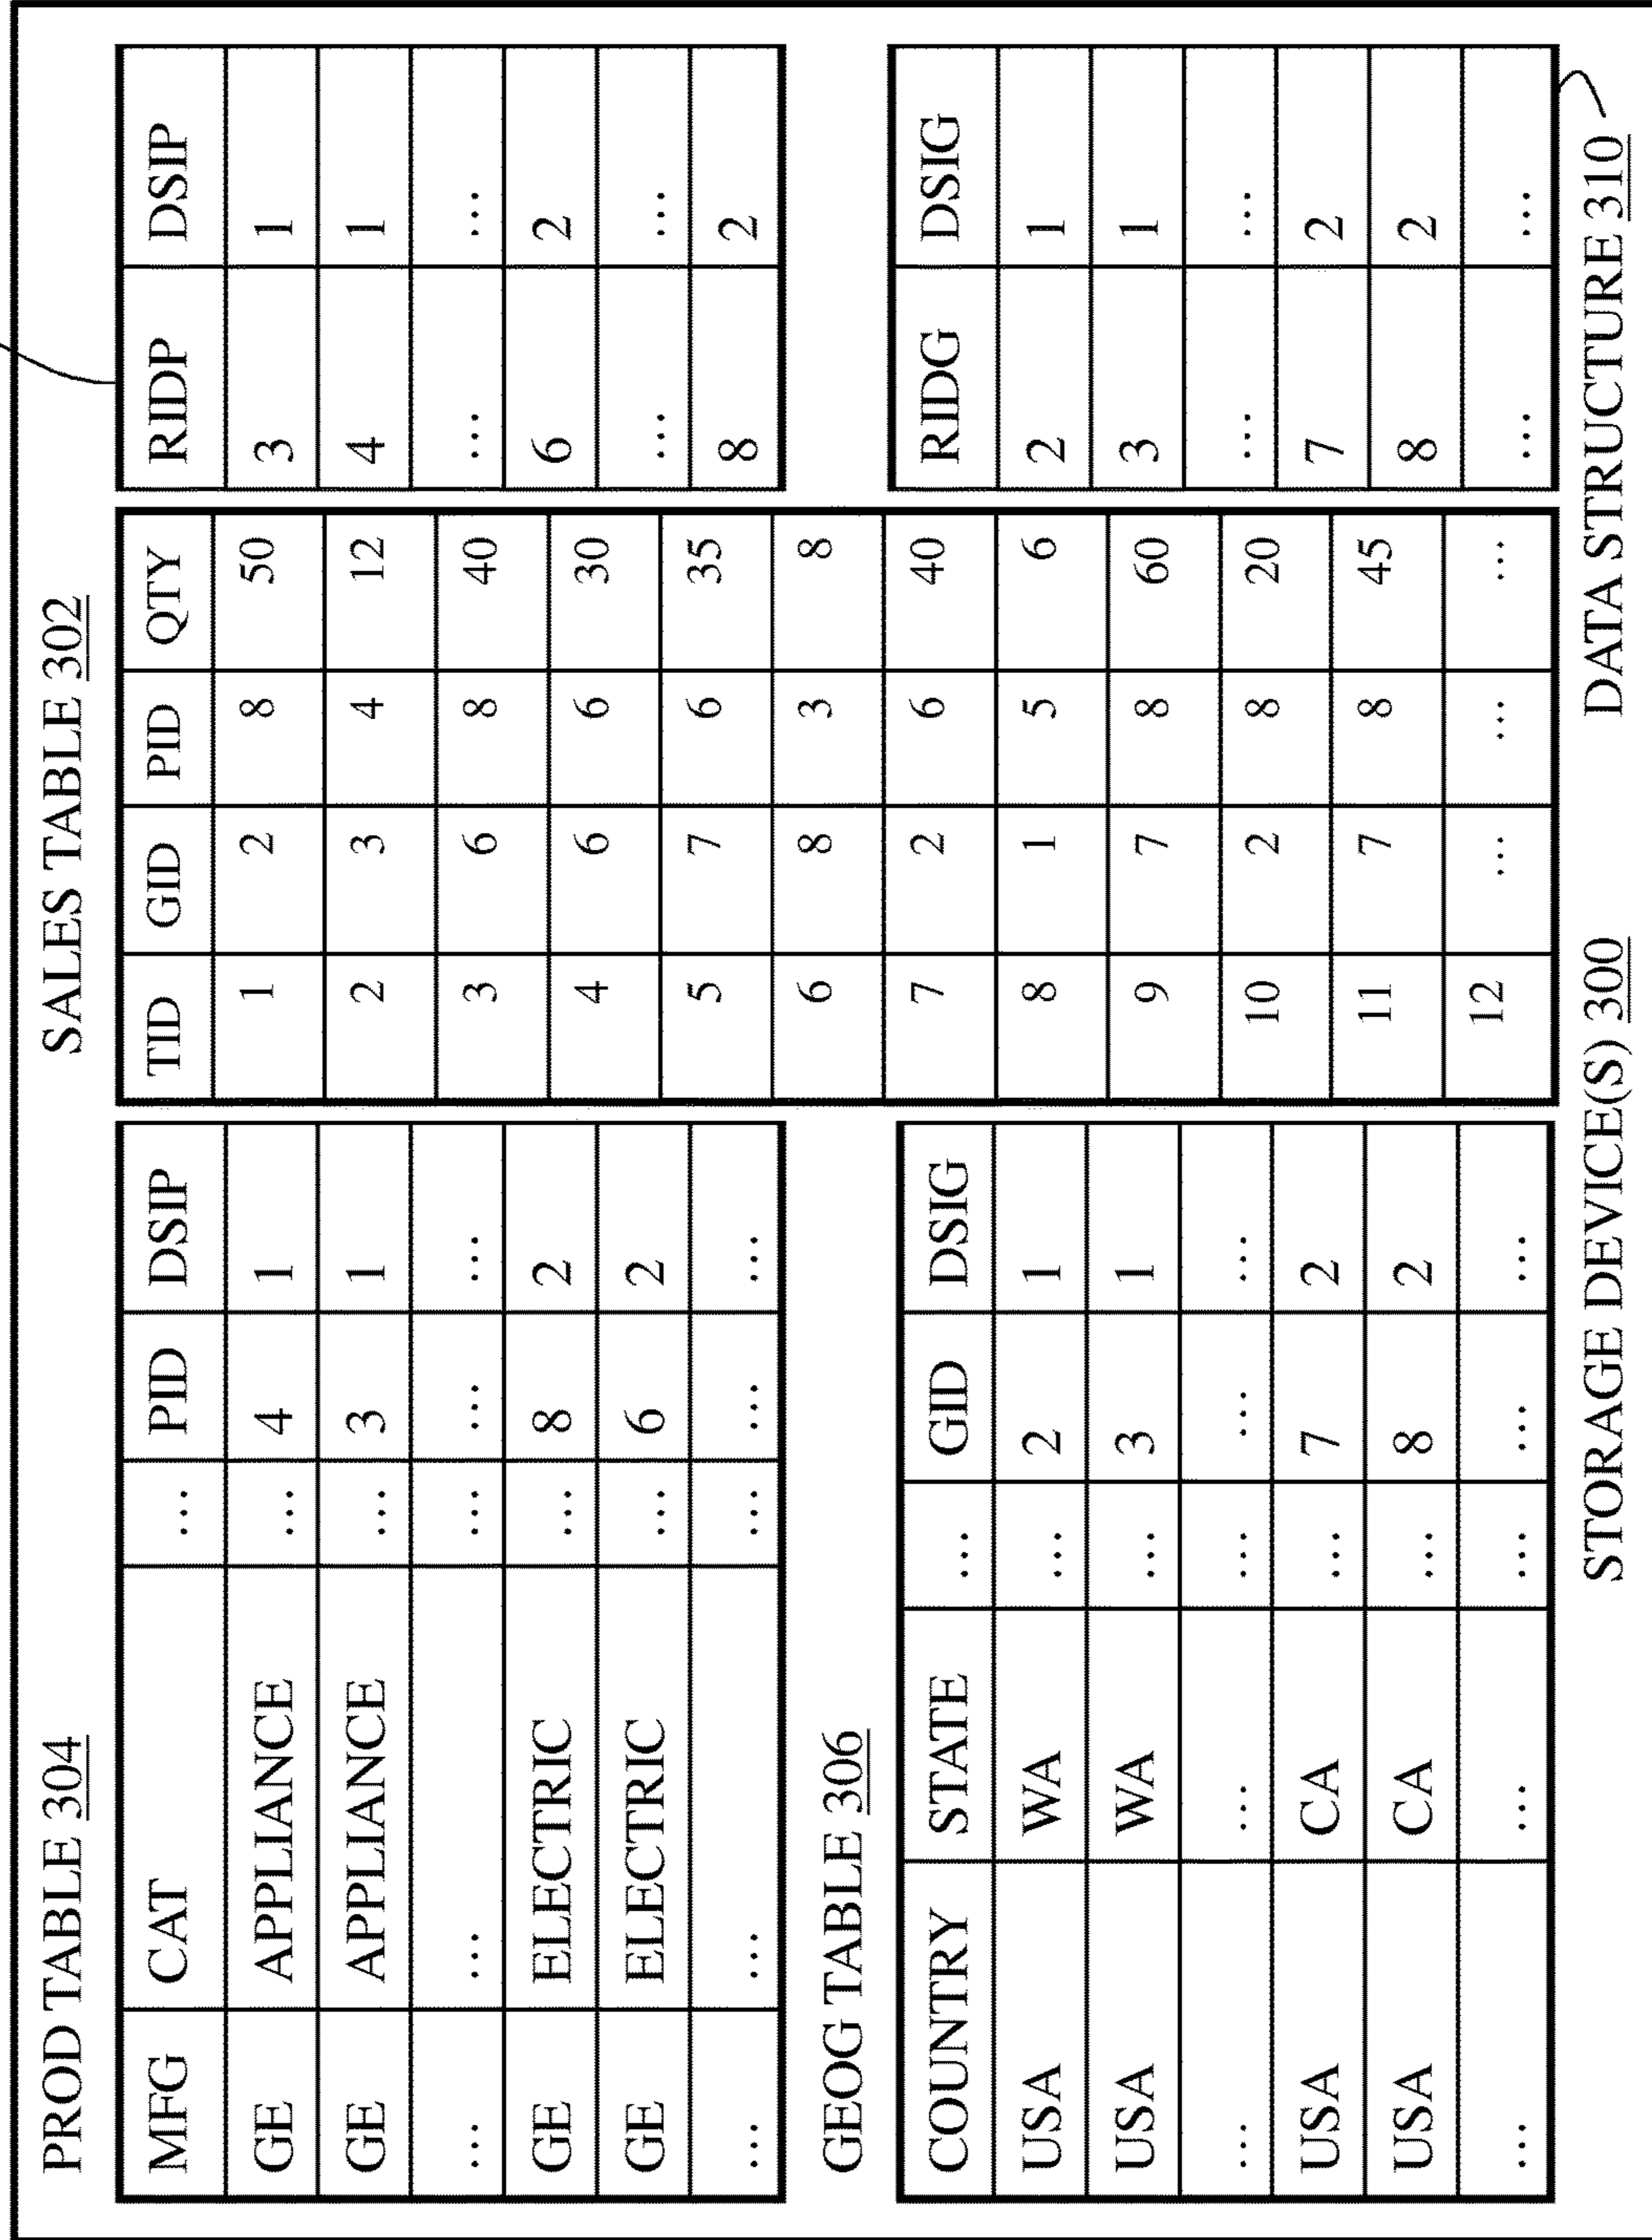 PROD TABLE 304
MFG CAT ... PID DSIP
GE APPLIANCE ... 4 1
GE APPLIANCE ... 3 1
... ... ... ... ...
GE ELECTRIC ... 8 2
GE ELECTRIC ... 6 2
... ... ... ... ...
GEOG TABLE 306
COUNTRY STATE ... GID DSIG
USA WA ... 2 1
USA WA ... 3 1
... ... ... ... ...
USA CA ... 7 2
USA CA ... 8 2
... ... ... ... ...
SALES TABLE 302
TID GID PID QTY
1 2 8 50
2 3 4 12
3 6 8 40
4 6 6 30
5 7 6 35
6 8 3 8
7 2 6 40
8 1 5 6
9 7 8 60
10 2 8 20
11 7 8 45
12 ... ... ...
RIDP DSIP
3 1
4 1
... ...
6 2
... ...
8 2
RIDG DSIG
2 1
3 1
... ...
7 2
8 2
... ...
STORAGE DEVICE(S) 300
DATA STRUCTURE 310